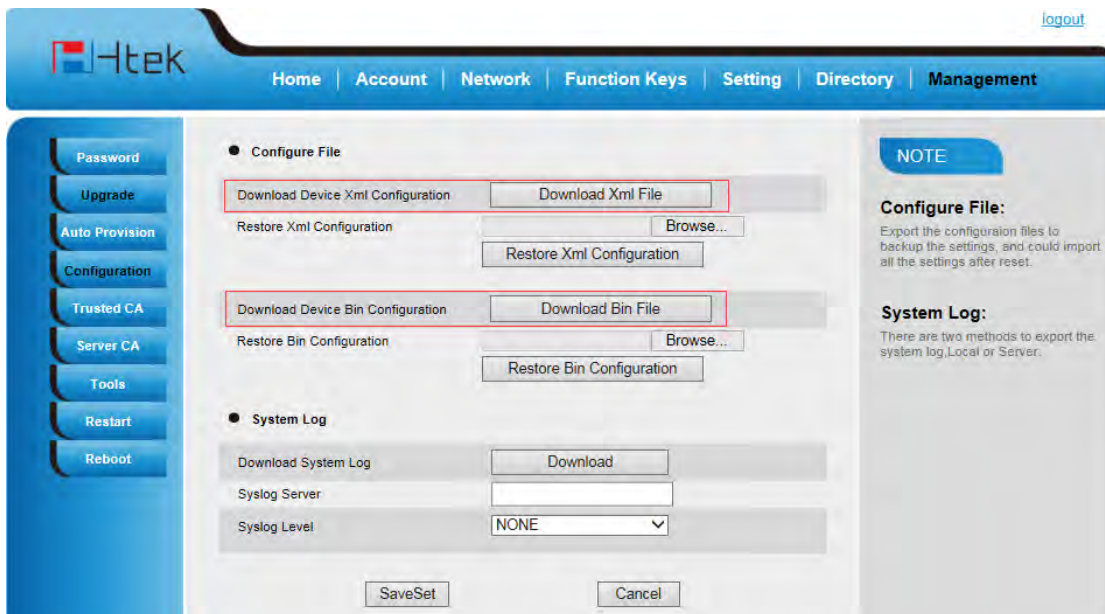 logout
Htek
Home Account Network Function Keys Setting Directory Management
Password
Upgrade
Auto Provision
Configuration
Trusted CA
Server CA
Tools
Restart
Reboot
Configure File
Download Device Xml Configuration Download Xml File
Restore Xml Configuration Browse...
Restore Xml Configuration
Download Device Bin Configuration Download Bin File
Restore Bin Configuration Browse...
Restore Bin Configuration
System Log
Download System Log Download
Syslog Server
Syslog Level NONE
SaveSet Cancel
NOTE
Configure File:
Export the configuraion files to
backup the settings, and could import
all the settings after reset.
System Log:
There are two methods to export the
system log,Local or Server.